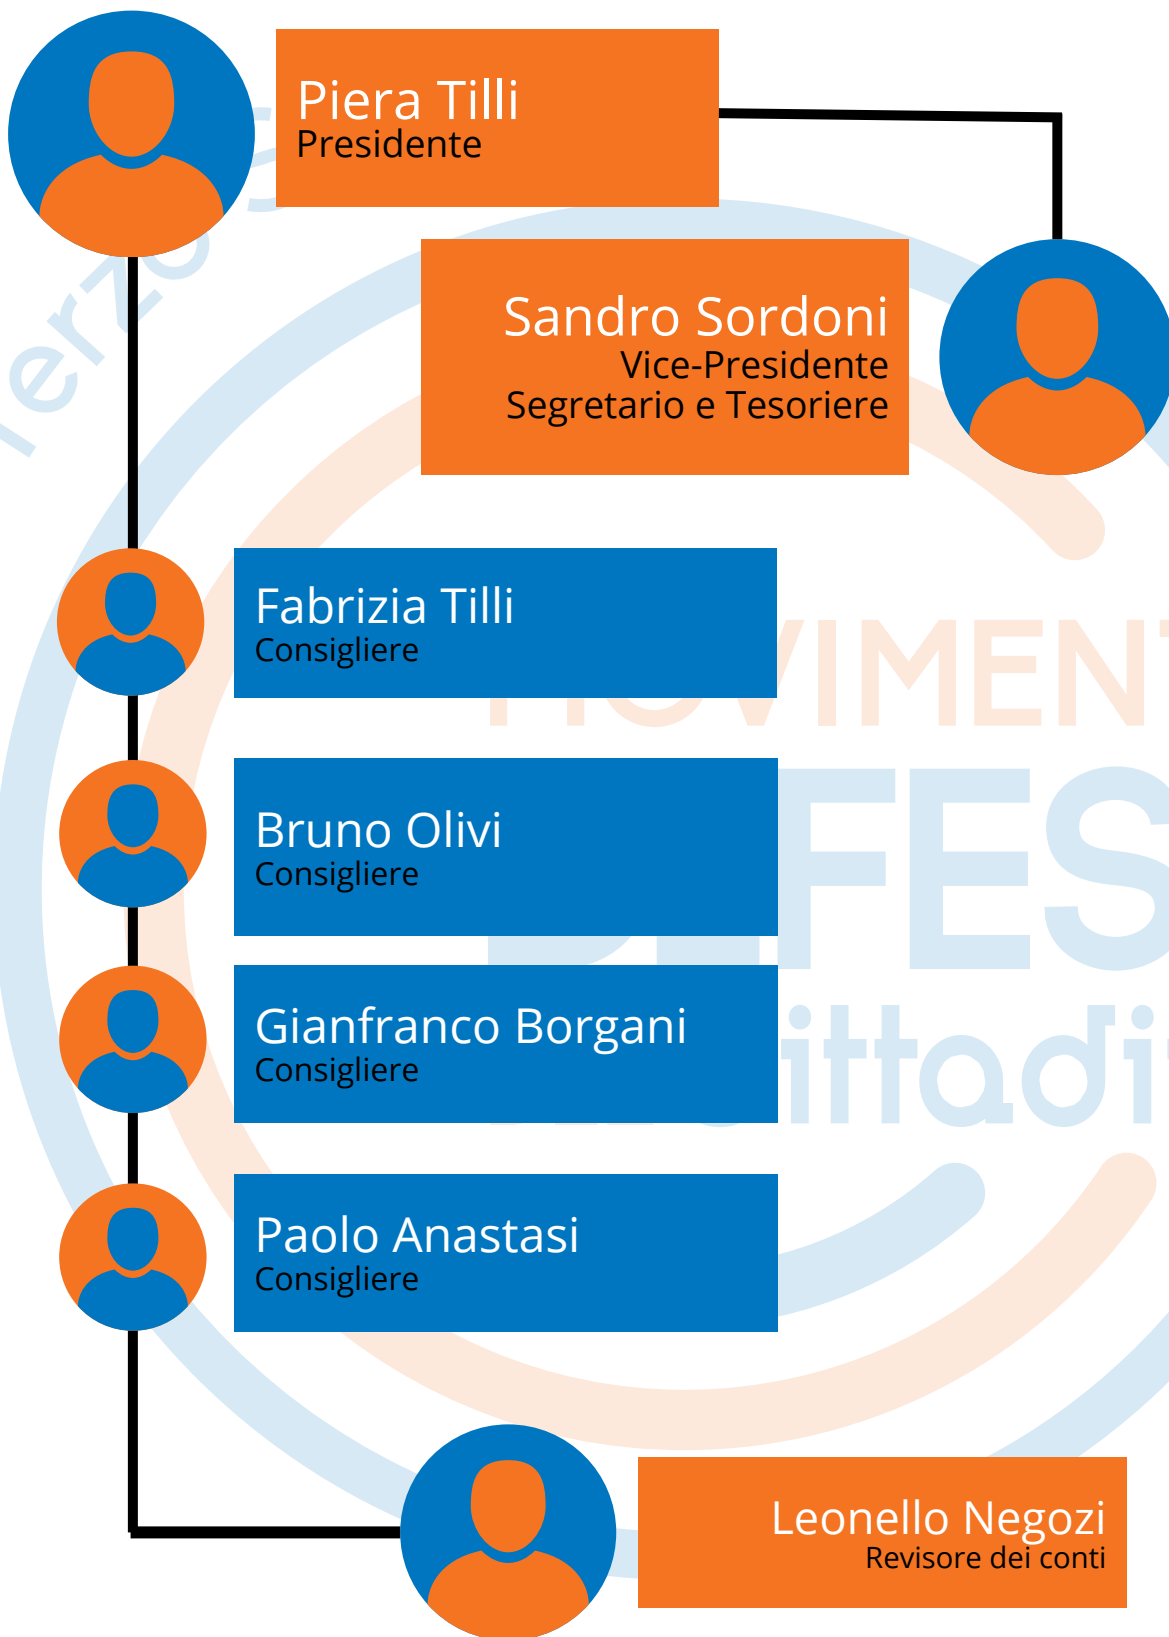 Piera Tilli
Presidente
Sandro Sordoni
Vice-Presidente
Segretario e Tesoriere
Fabrizia Tilli
Consigliere
Bruno Olivi
Consigliere
Gianfranco Borgani
Consigliere
Paolo Anastasi
Consigliere
Leonello Negozi
Revisore dei conti